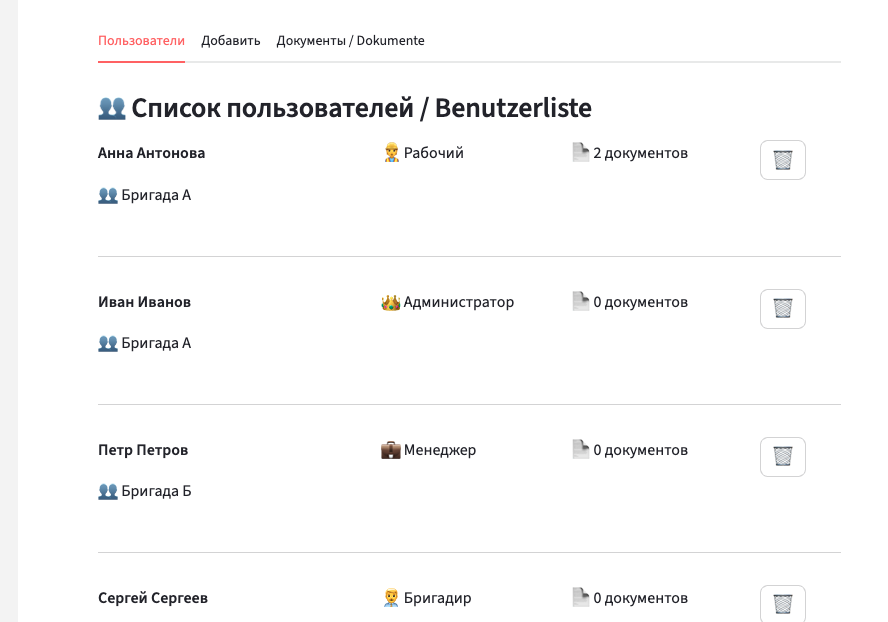 Пользователи Добавить Документы / Dokumente
👥 Список пользователей / Benutzerliste
Анна Антонова 👷 Рабочий 📄 2 документов 🗑️
👥 Бригада А
Иван Иванов 👑 Администратор 📄 0 документов 🗑️
👥 Бригада А
Петр Петров 💼 Менеджер 📄 0 документов 🗑️
👥 Бригада Б
Сергей Сергеев 👨‍💼 Бригадир 📄 0 документов 🗑️